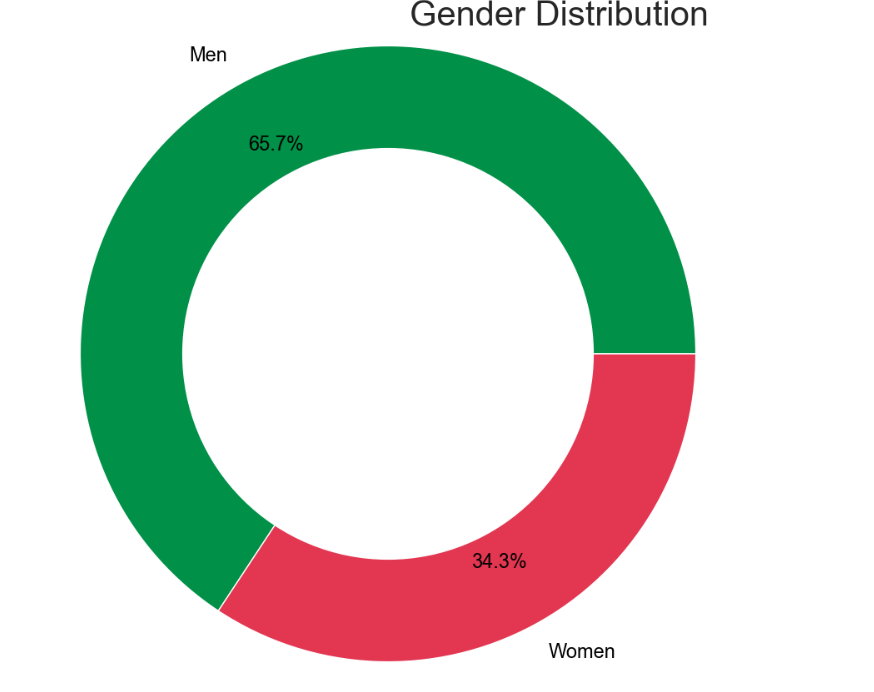 Gender Distribution
Men
65.7%
34.3%
Women